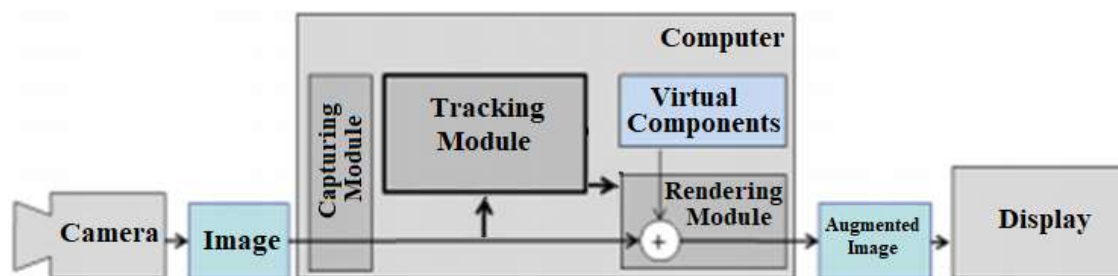 Computer
Capturing
Module
Tracking
Module
Virtual
Components
Rendering
Module
Camera
Image
+
Augmented
Image
Display